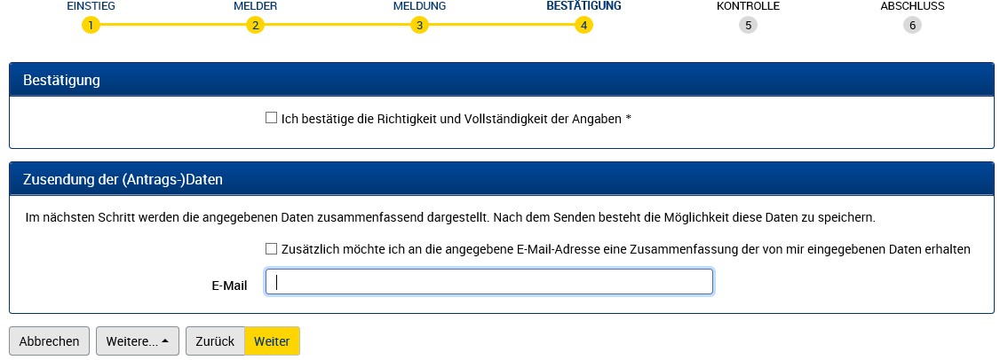 EINSTIEG MELDER MELDUNG BESTÄTIGUNG KONTROLLE ABSCHLUSS
1 2 3 4 5 6
Bestätigung
Ich bestätige die Richtigkeit und Vollständigkeit der Angaben *
Zusendung der (Antrags-)Daten
Im nächsten Schritt werden die angegebenen Daten zusammenfassend dargestellt. Nach dem Senden besteht die Möglichkeit diese Daten zu speichern.
Zusätzlich möchte ich an die angegebene E-Mail-Adresse eine Zusammenfassung der von mir eingegebenen Daten erhalten
E-Mail
Abbrechen Weitere... Zurück Weiter